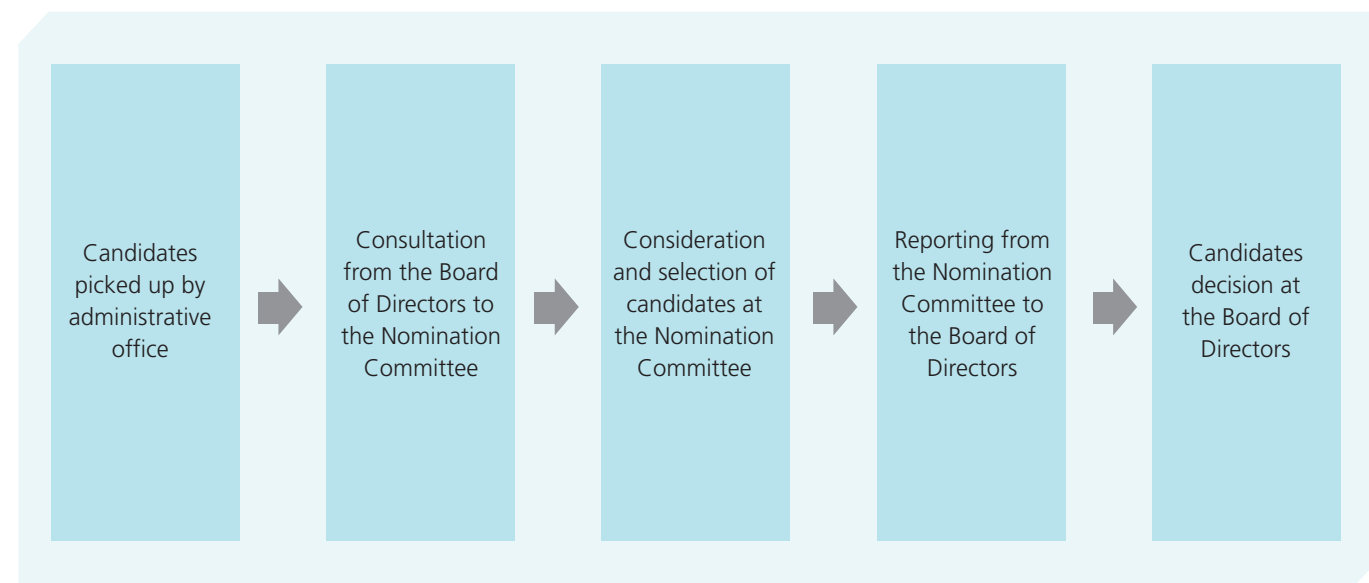 Candidates
picked up by
administrative
office
Consultation
from the Board
of Directors to
the Nomination
Committee
Consideration
and selection of
candidates at
the Nomination
Committee
Reporting from
the Nomination
Committee to
the Board of
Directors
Candidates
decision at
the Board of
Directors